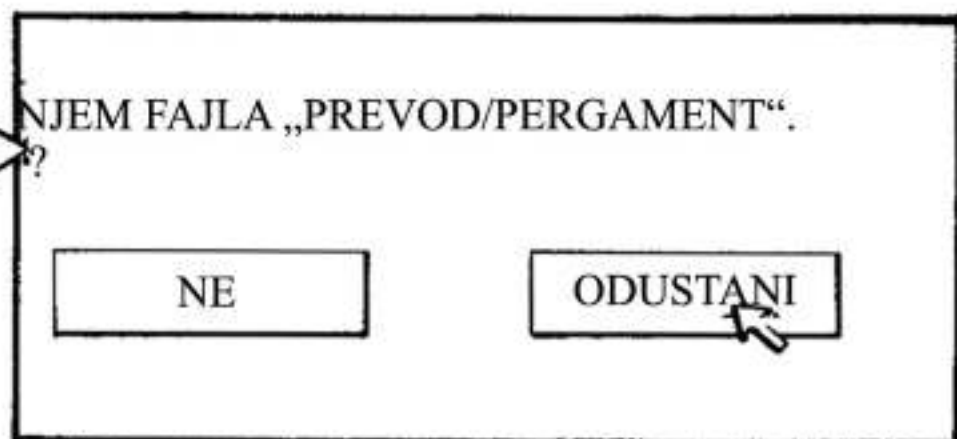 NJEM FAJLA „PREVOD/PERGAMENT“.
?
NE
ODUSTANI